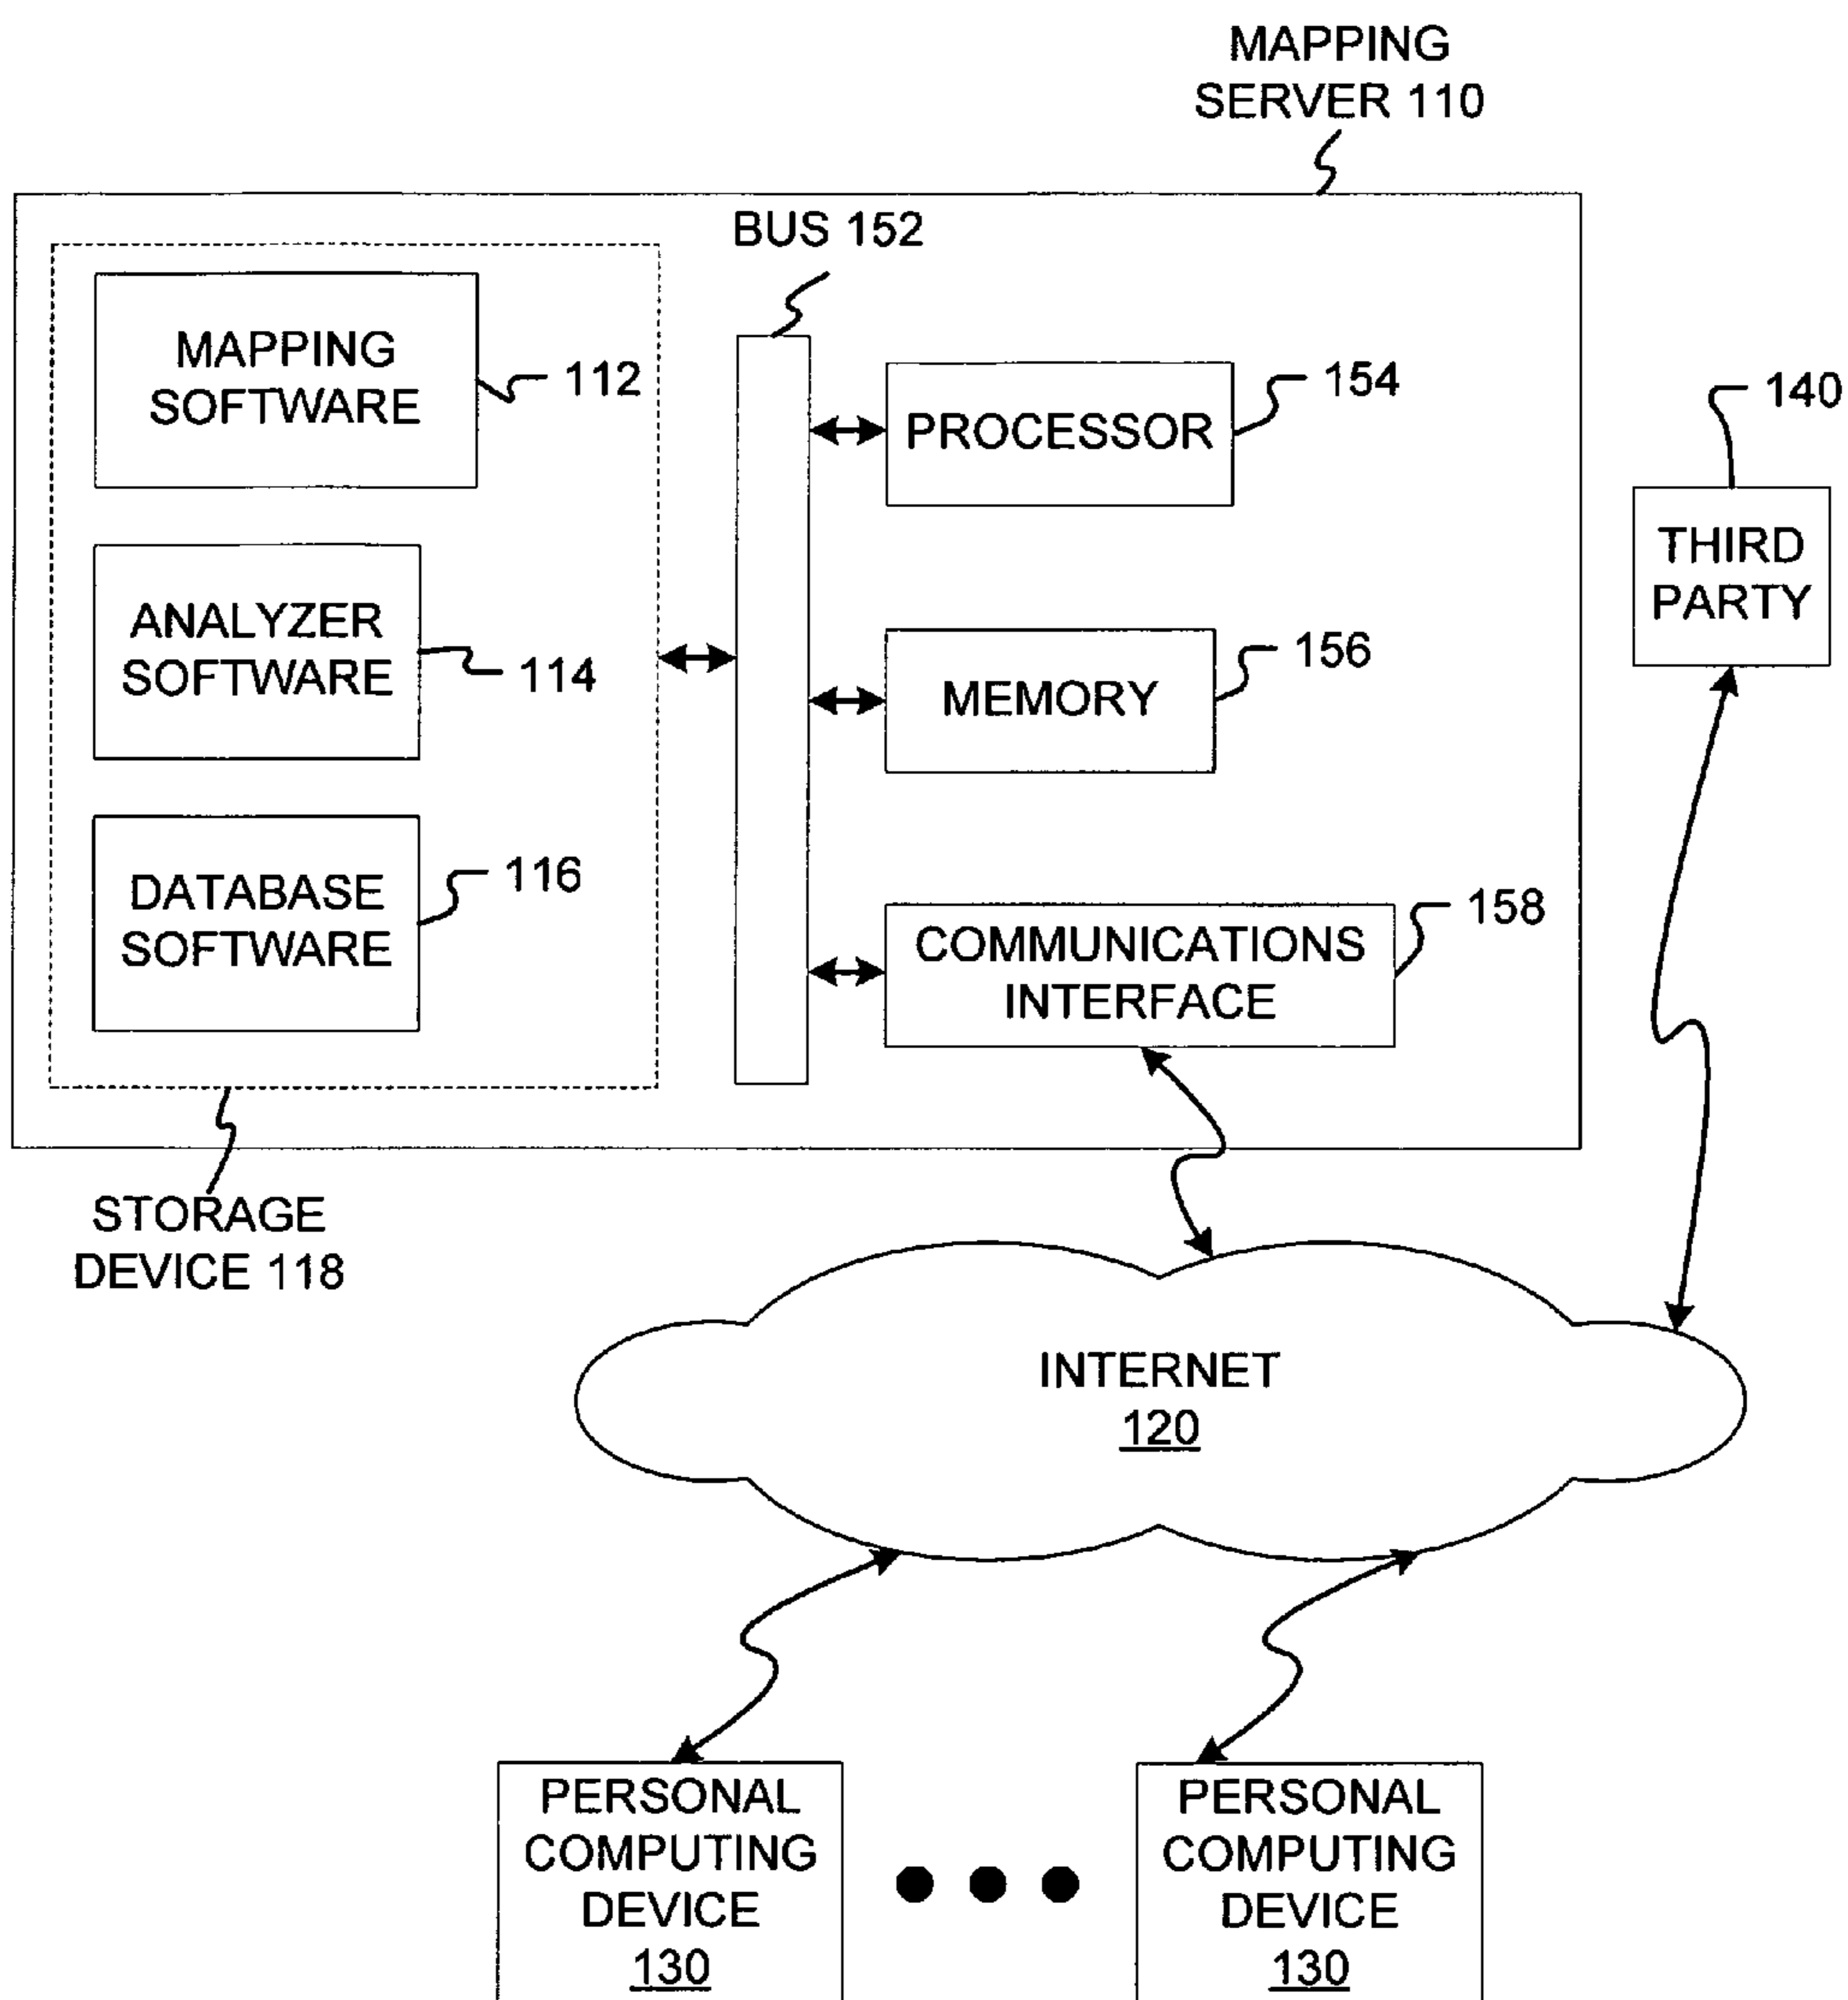 MAPPING
SERVER 110
BUS 152
MAPPING
SOFTWARE
112
PROCESSOR
154
140
THIRD
PARTY
ANALYZER
SOFTWARE
114
MEMORY
156
DATABASE
SOFTWARE
116
COMMUNICATIONS
INTERFACE
158
STORAGE
DEVICE 118
INTERNET
120
PERSONAL
COMPUTING
DEVICE
130
PERSONAL
COMPUTING
DEVICE
130